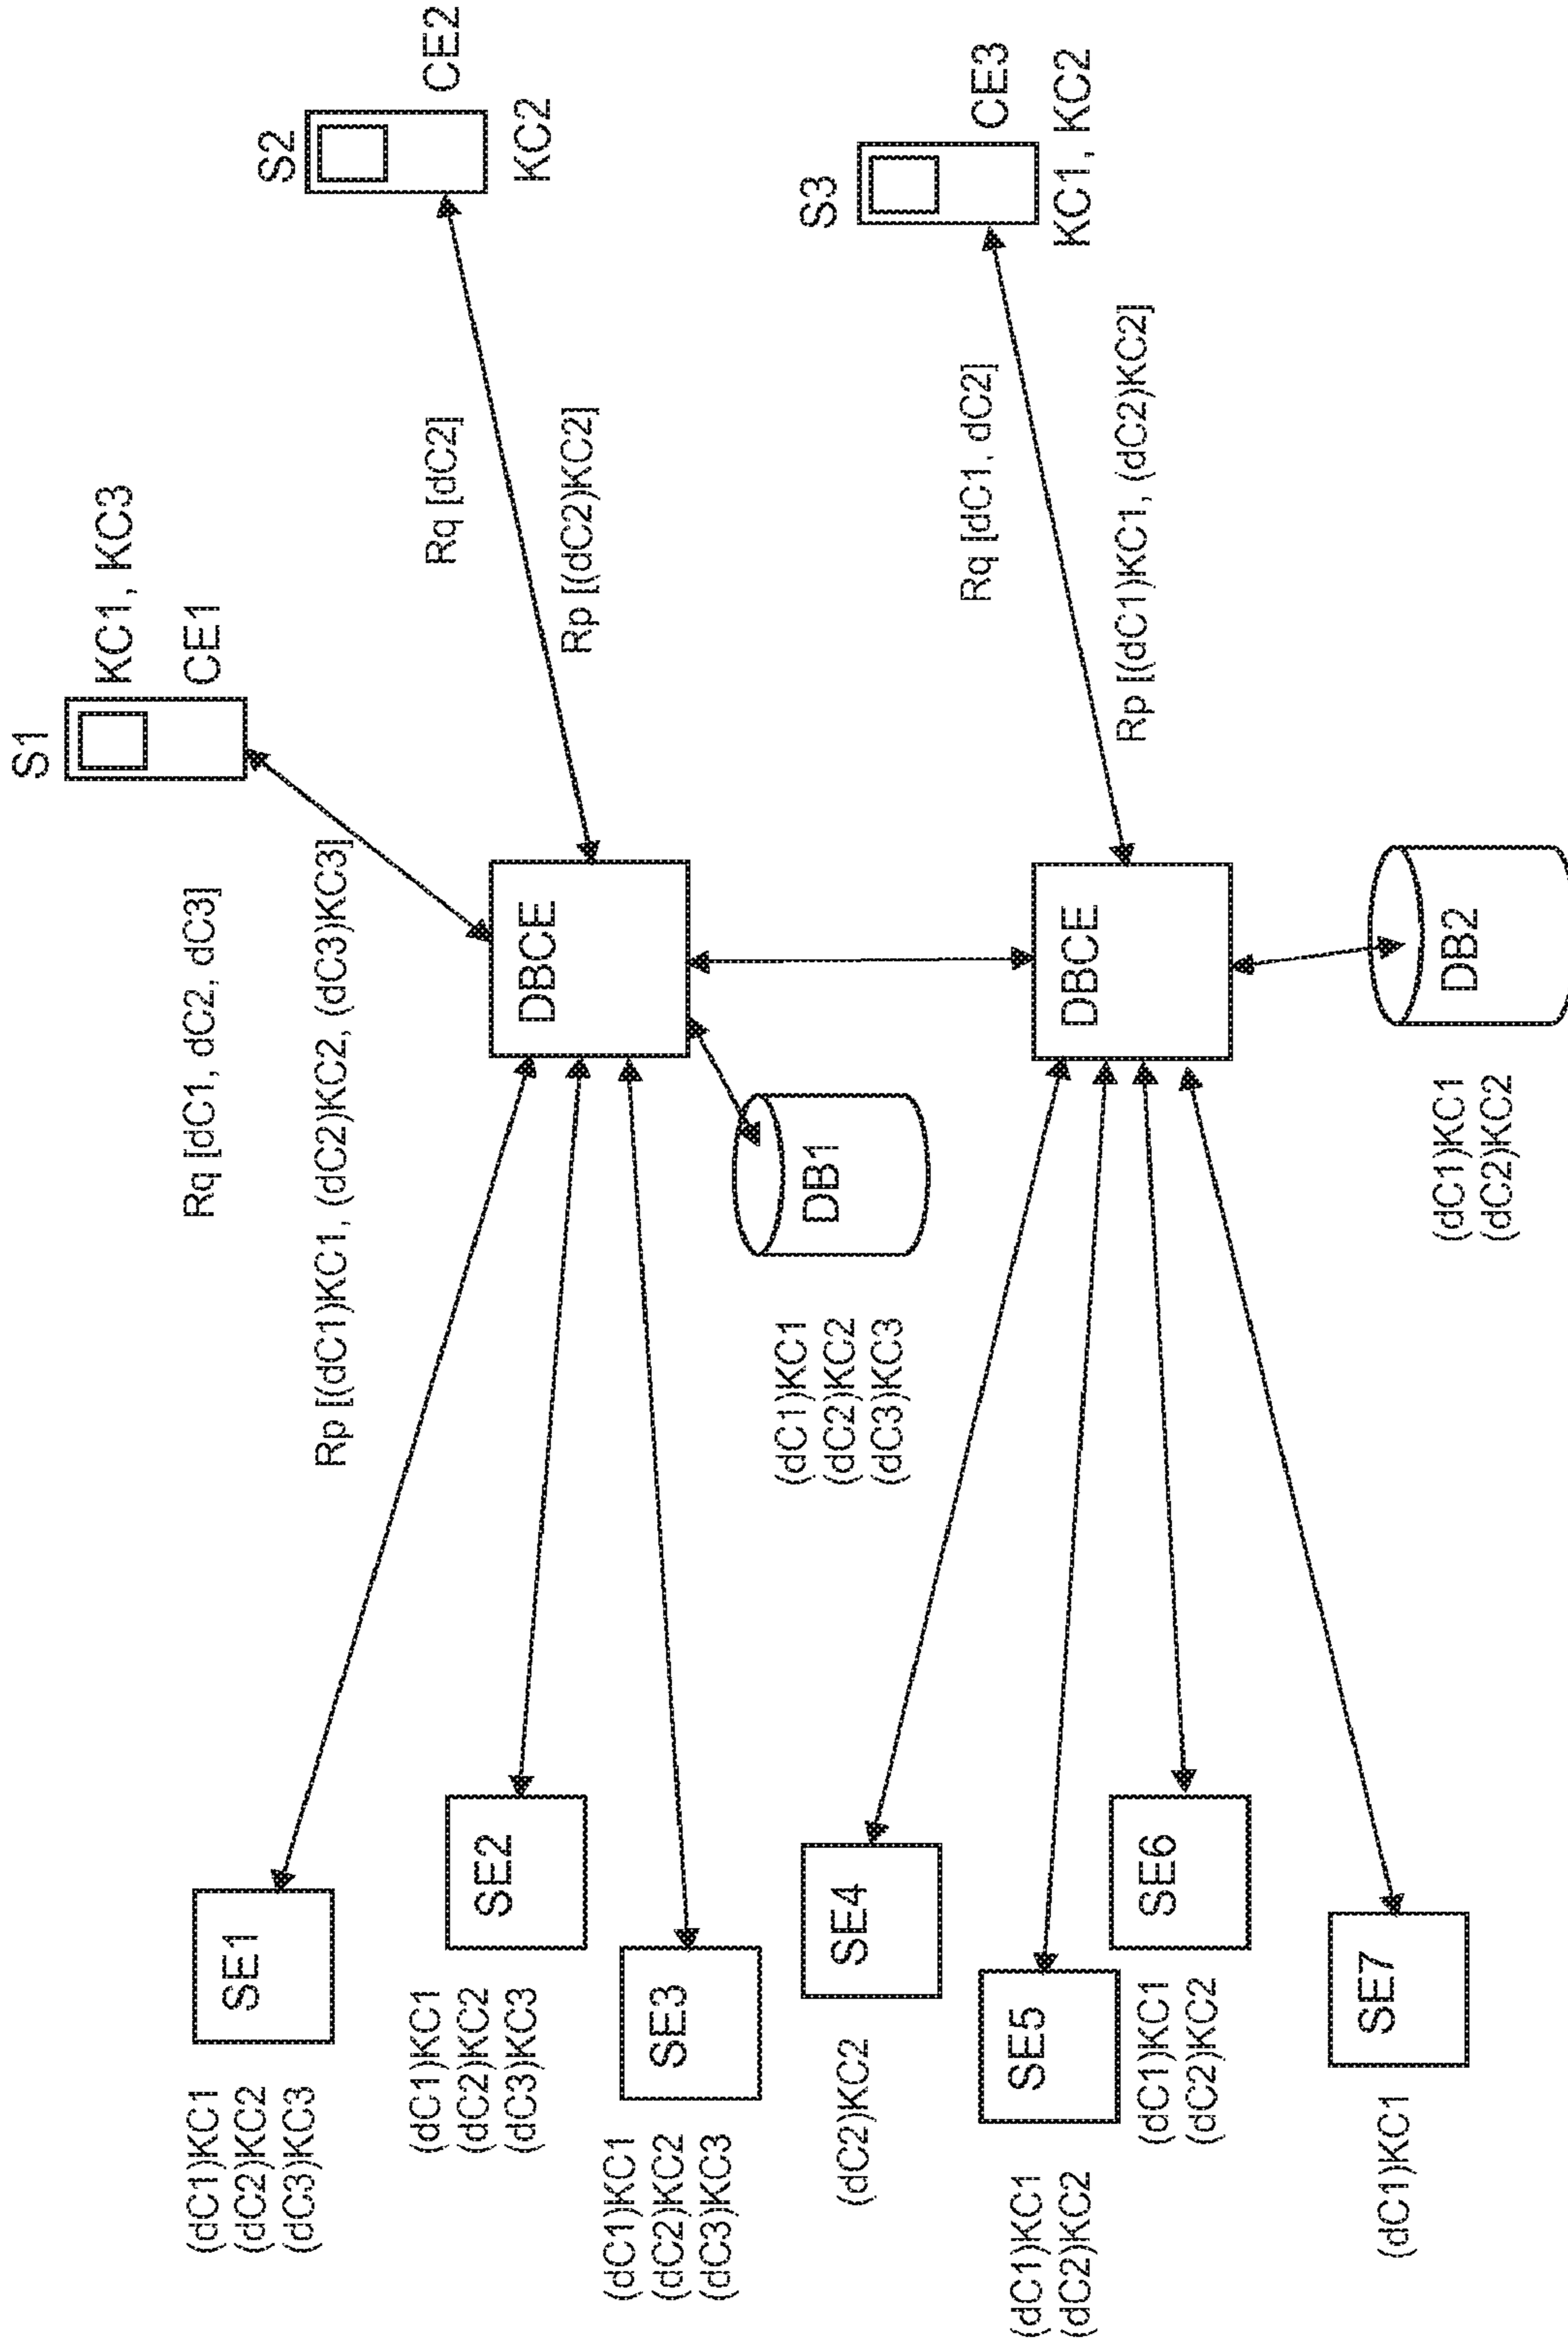 S1
KC1, KC3
CE1
S2
CE2
KC2
S3
CE3
KC1, KC2
Rq [dC1, dC2, dC3]
Rp [(dC1)KC1, (dC2)KC2, (dC3)KC3]
Rq [dC2]
Rp [(dC2)KC2]
Rq [dC1, dC2]
Rp [(dC1)KC1, (dC2)KC2]
DBCE
DBCE
DB1
(dC1)KC1
(dC2)KC2
(dC3)KC3
DB2
(dC1)KC1
(dC2)KC2
SE1
(dC1)KC1
(dC2)KC2
(dC3)KC3
SE2
(dC1)KC1
(dC2)KC2
(dC3)KC3
SE3
(dC1)KC1
(dC2)KC2
(dC3)KC3
SE4
(dC2)KC2
SE5
(dC1)KC1
(dC2)KC2
SE6
(dC1)KC1
(dC2)KC2
SE7
(dC1)KC1